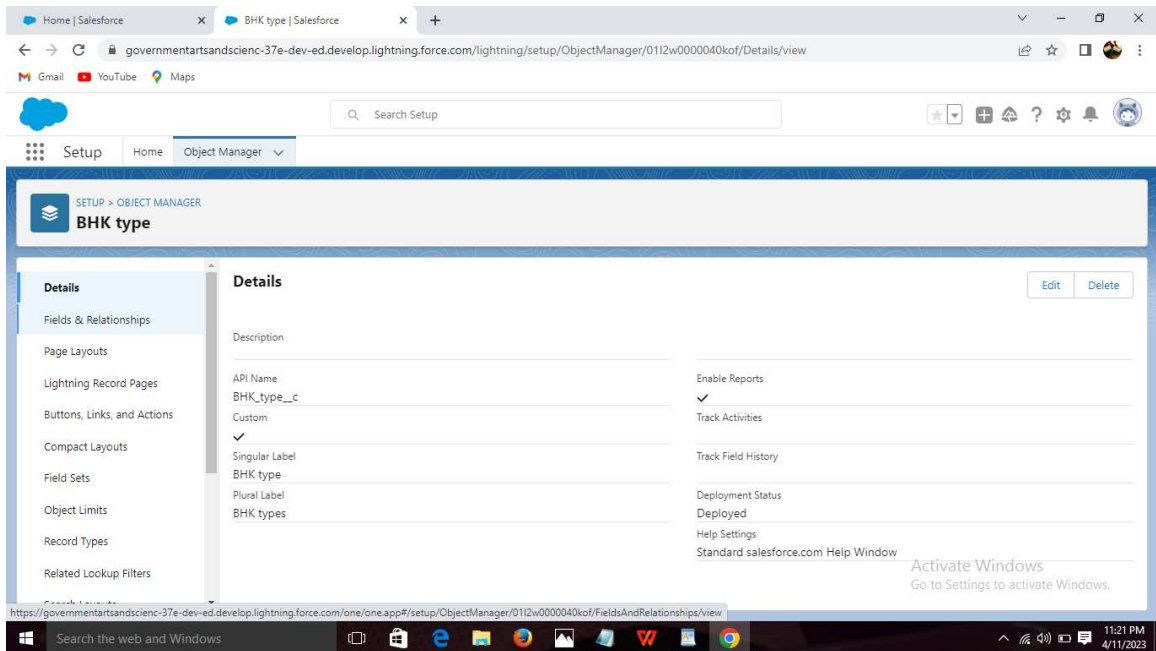 Home | Salesforce
BHK type | Salesforce
governmentartsandscienc-37e-dev-ed.develop.lightning.force.com/lightning/setup/ObjectManager/01I2w0000040kof/Details/view
Gmail YouTube Maps
Search Setup
Setup Home Object Manager
SETUP > OBJECT MANAGER
BHK type
Details
Fields & Relationships
Page Layouts
Lightning Record Pages
Buttons, Links, and Actions
Compact Layouts
Field Sets
Object Limits
Record Types
Related Lookup Filters
Search Layouts
Details
Edit Delete
Description
API Name
BHK_type__c
Custom
Singular Label
BHK type
Plural Label
BHK types
Enable Reports
Track Activities
Track Field History
Deployment Status
Deployed
Help Settings
Standard salesforce.com Help Window
Activate Windows
Go to Settings to activate Windows.
https://governmentartsandscienc-37e-dev-ed.develop.lightning.force.com/one/one.app#/setup/ObjectManager/01I2w0000040kof/FieldsAndRelationships/view
Search the web and Windows
11:21 PM
4/11/2023